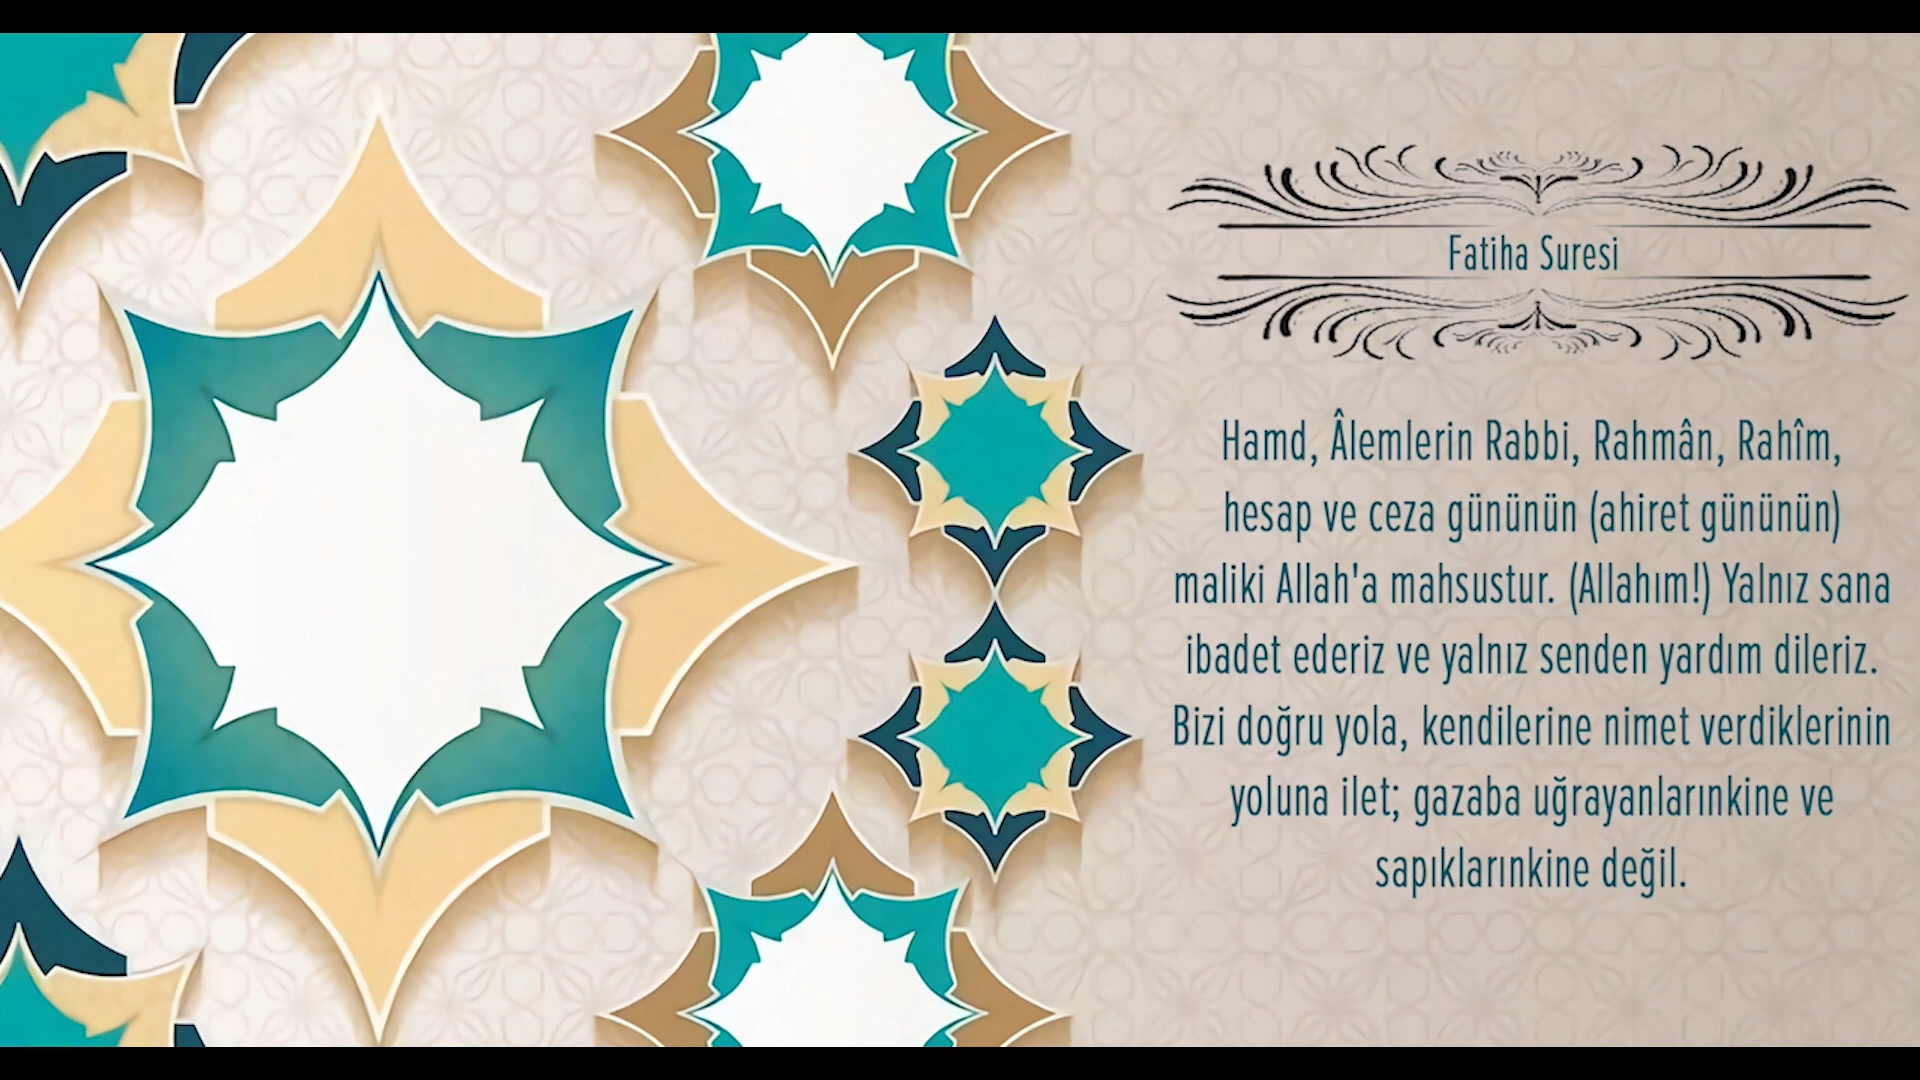 Fatiha Suresi
Hamd, Âlemlerin Rabbi, Rahmân, Rahîm,
hesap ve ceza gününün (ahiret gününün)
maliki Allah'a mahsustur. (Allahım!) Yalnız sana
ibadet ederiz ve yalnız senden yardım dileriz.
Bizi doğru yola, kendilerine nimet verdiklerinin
yoluna ilet; gazaba uğrayanlarınkine ve
sapıklarınkine değil.